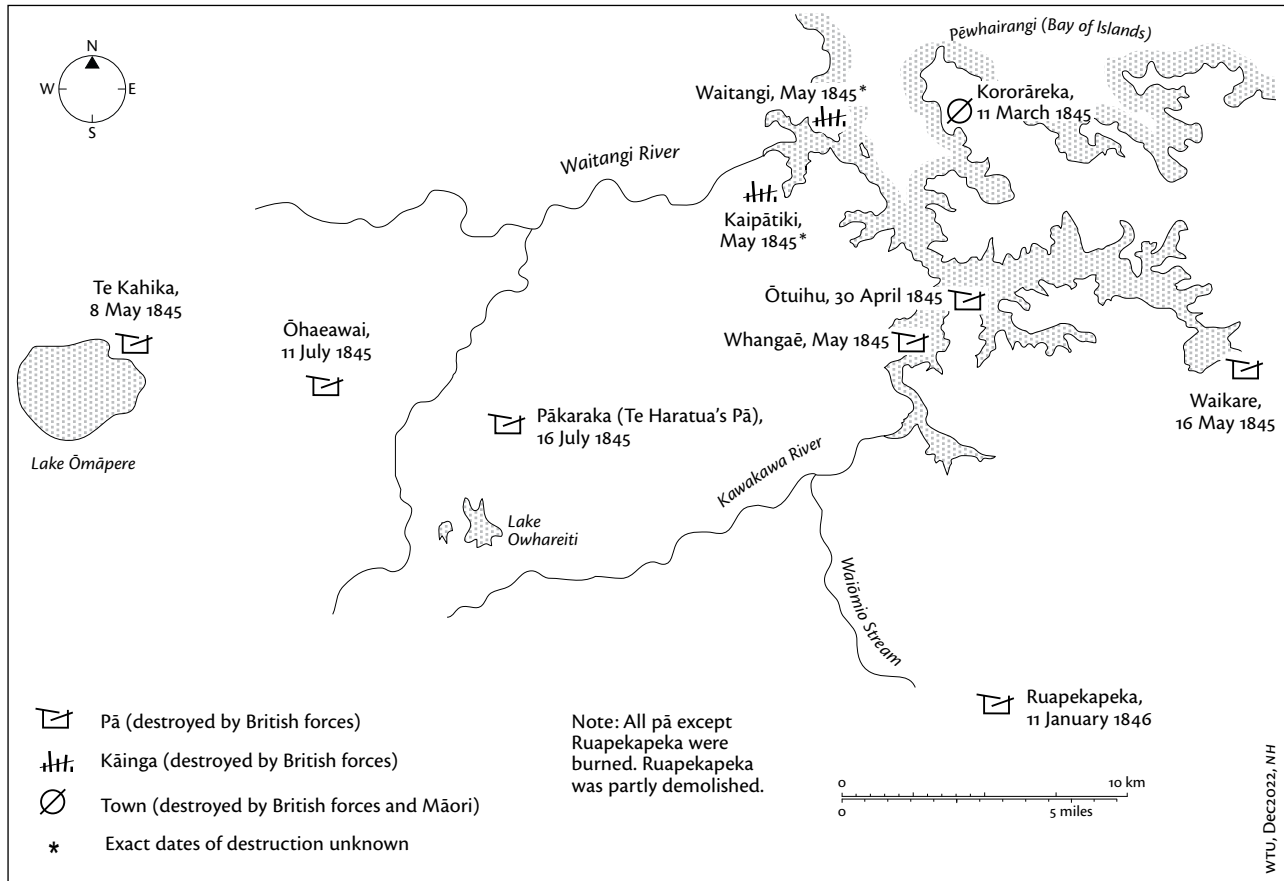 N
W
E
S
Pēwhairangi (Bay of Islands)
Waitangi, May 1845*
Kororāreka,
11 March 1845
Waitangi River
Kaipātiki,
May 1845*
Te Kahika,
8 May 1845
Ōtuihu, 30 April 1845
Ōhaeawai,
11 July 1845
Whangaē, May 1845
Waikare,
16 May 1845
Pākaraka (Te Haratua's Pā),
16 July 1845
Lake Ōmāpere
Kawakawa River
Lake
Owhareiti
Waiōmio Stream
Ruapekapeka,
11 January 1846
Pā (destroyed by British forces)
Kāinga (destroyed by British forces)
Town (destroyed by British forces and Māori)
* Exact dates of destruction unknown
Note: All pā except
Ruapekapeka were
burned. Ruapekapeka
was partly demolished.
0 10 km
0 5 miles
WTU, Dec2022, NH